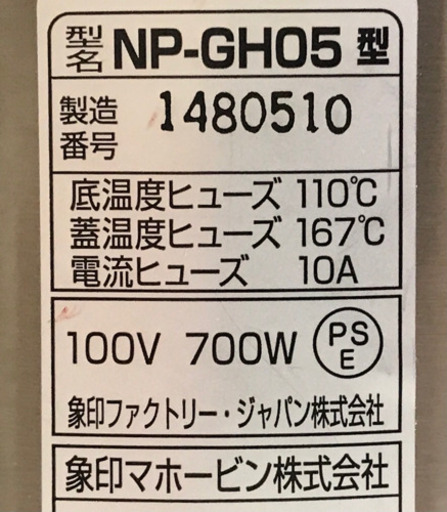 型名 NP-GH05 型
製造番号 1480510
底温度ヒューズ 110℃
蓋温度ヒューズ 167℃
電流ヒューズ 10A
100V 700W PSE
象印ファクトリー・ジャパン株式会社
象印マホービン株式会社